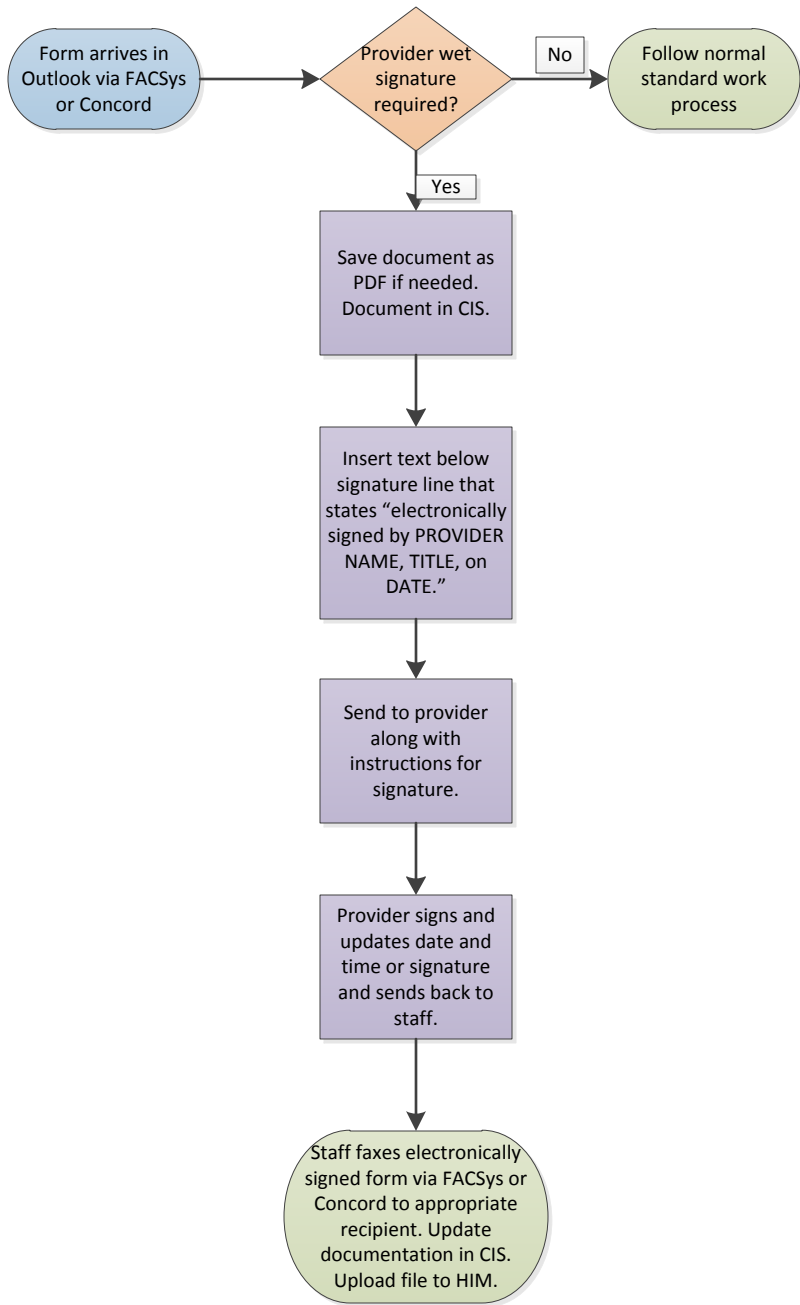 Form arrives in
Outlook via FACSys
or Concord
Provider wet
signature
required?
No
Follow normal
standard work
process
Yes
Save document as
PDF if needed.
Document in CIS.
Insert text below
signature line that
states “electronically
signed by PROVIDER
NAME, TITLE, on
DATE.”
Send to provider
along with
instructions for
signature.
Provider signs and
updates date and
time or signature
and sends back to
staff.
Staff faxes electronically
signed form via FACSys or
Concord to appropriate
recipient. Update
documentation in CIS.
Upload file to HIM.